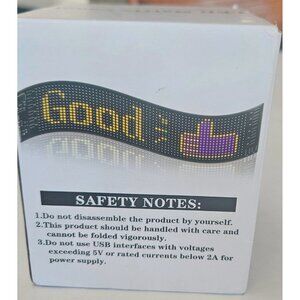 Good
SAFETY NOTES:
1.Do not disassemble the product by yourself.
2.This product should be handled with care and
cannot be folded vigorously.
3.Do not use USB interfaces with voltages
exceeding 5V or rated currents below 2A for
power supply.